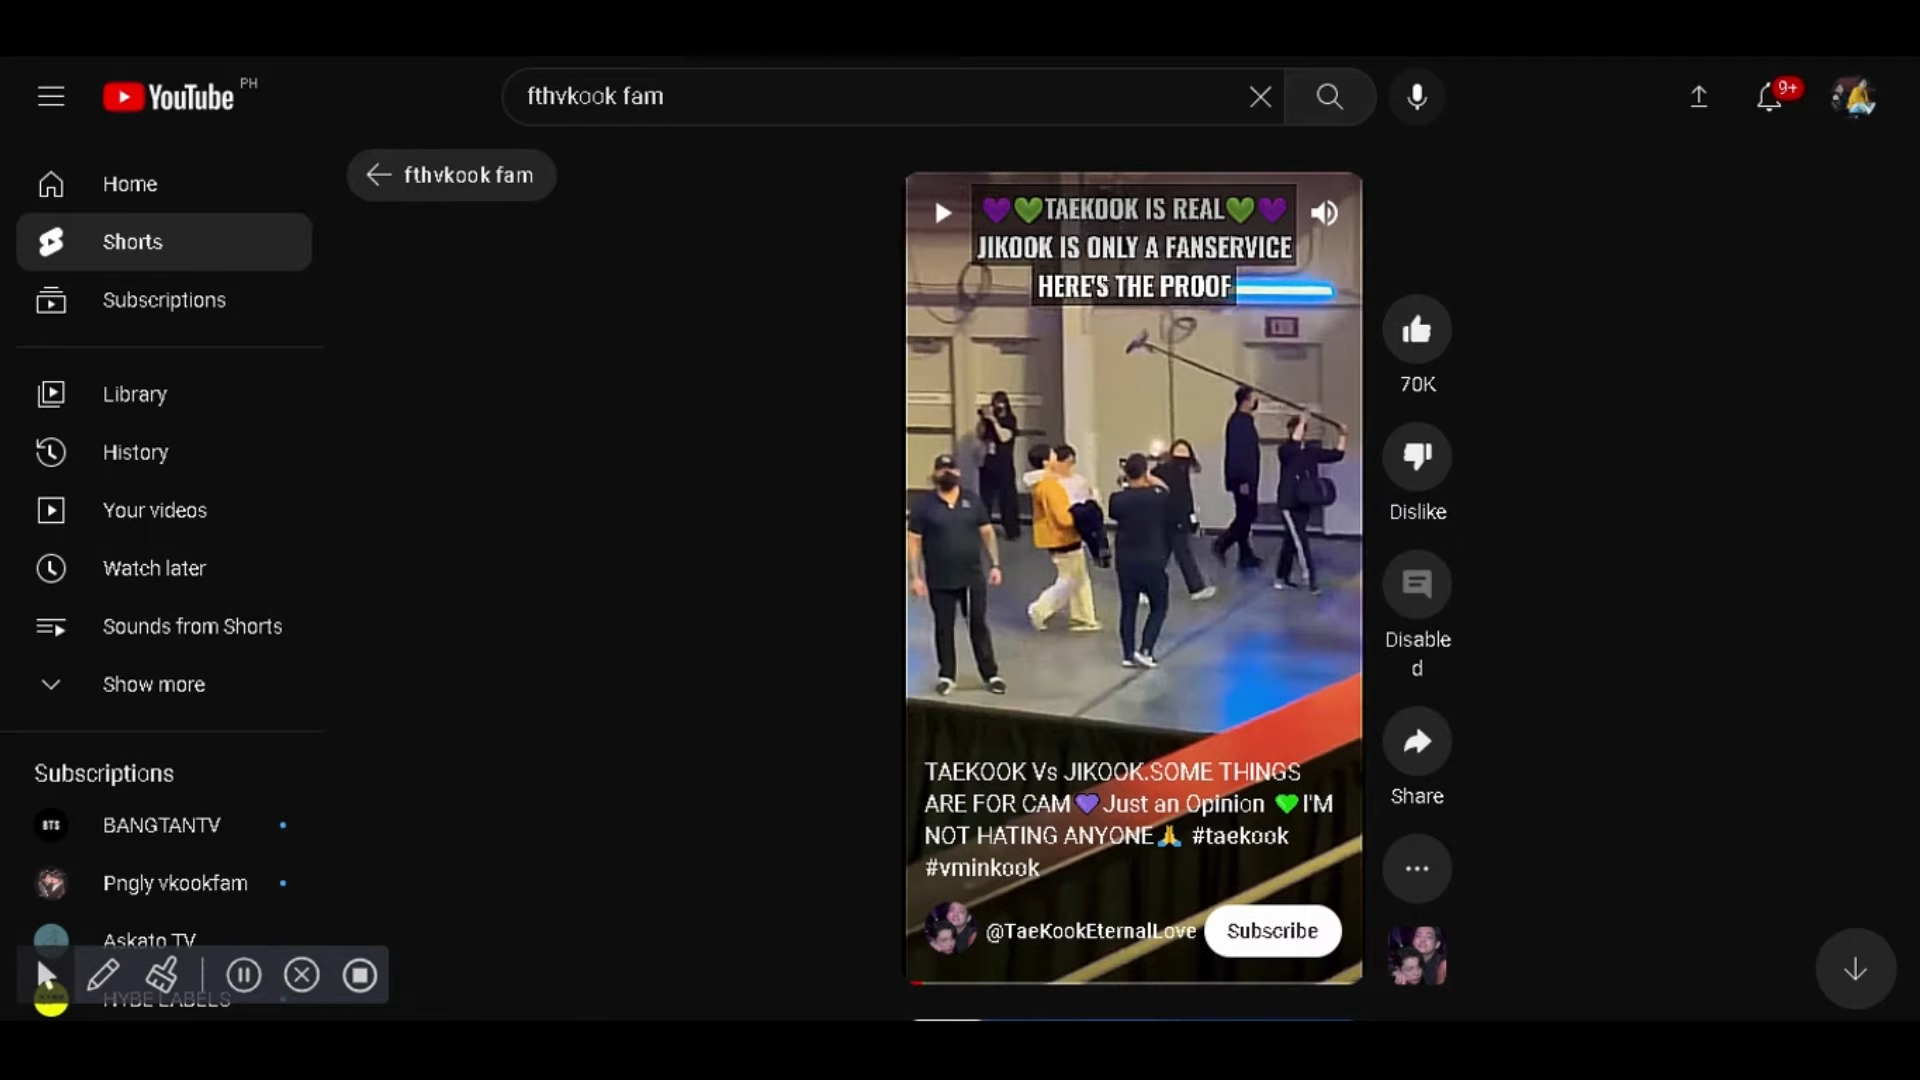 YouTube PH
fthvkook fam
9+
Home
Shorts
Subscriptions
Library
History
Your videos
Watch later
Sounds from Shorts
Show more
Subscriptions
BANGTANTV
BTS
Pngly vkookfam
Askato TV
HYBE LABELS
fthvkook fam
💜💚TAEKOOK IS REAL💚💜
JIKOOK IS ONLY A FANSERVICE
HERE'S THE PROOF
TAEKOOK Vs JIKOOK.SOME THINGS
ARE FOR CAM💜Just an Opinion 💚I'M
NOT HATING ANYONE🙏 #taekook
#vminkook
@TaeKookEternalLove
Subscribe
70K
Dislike
Disable
d
Share